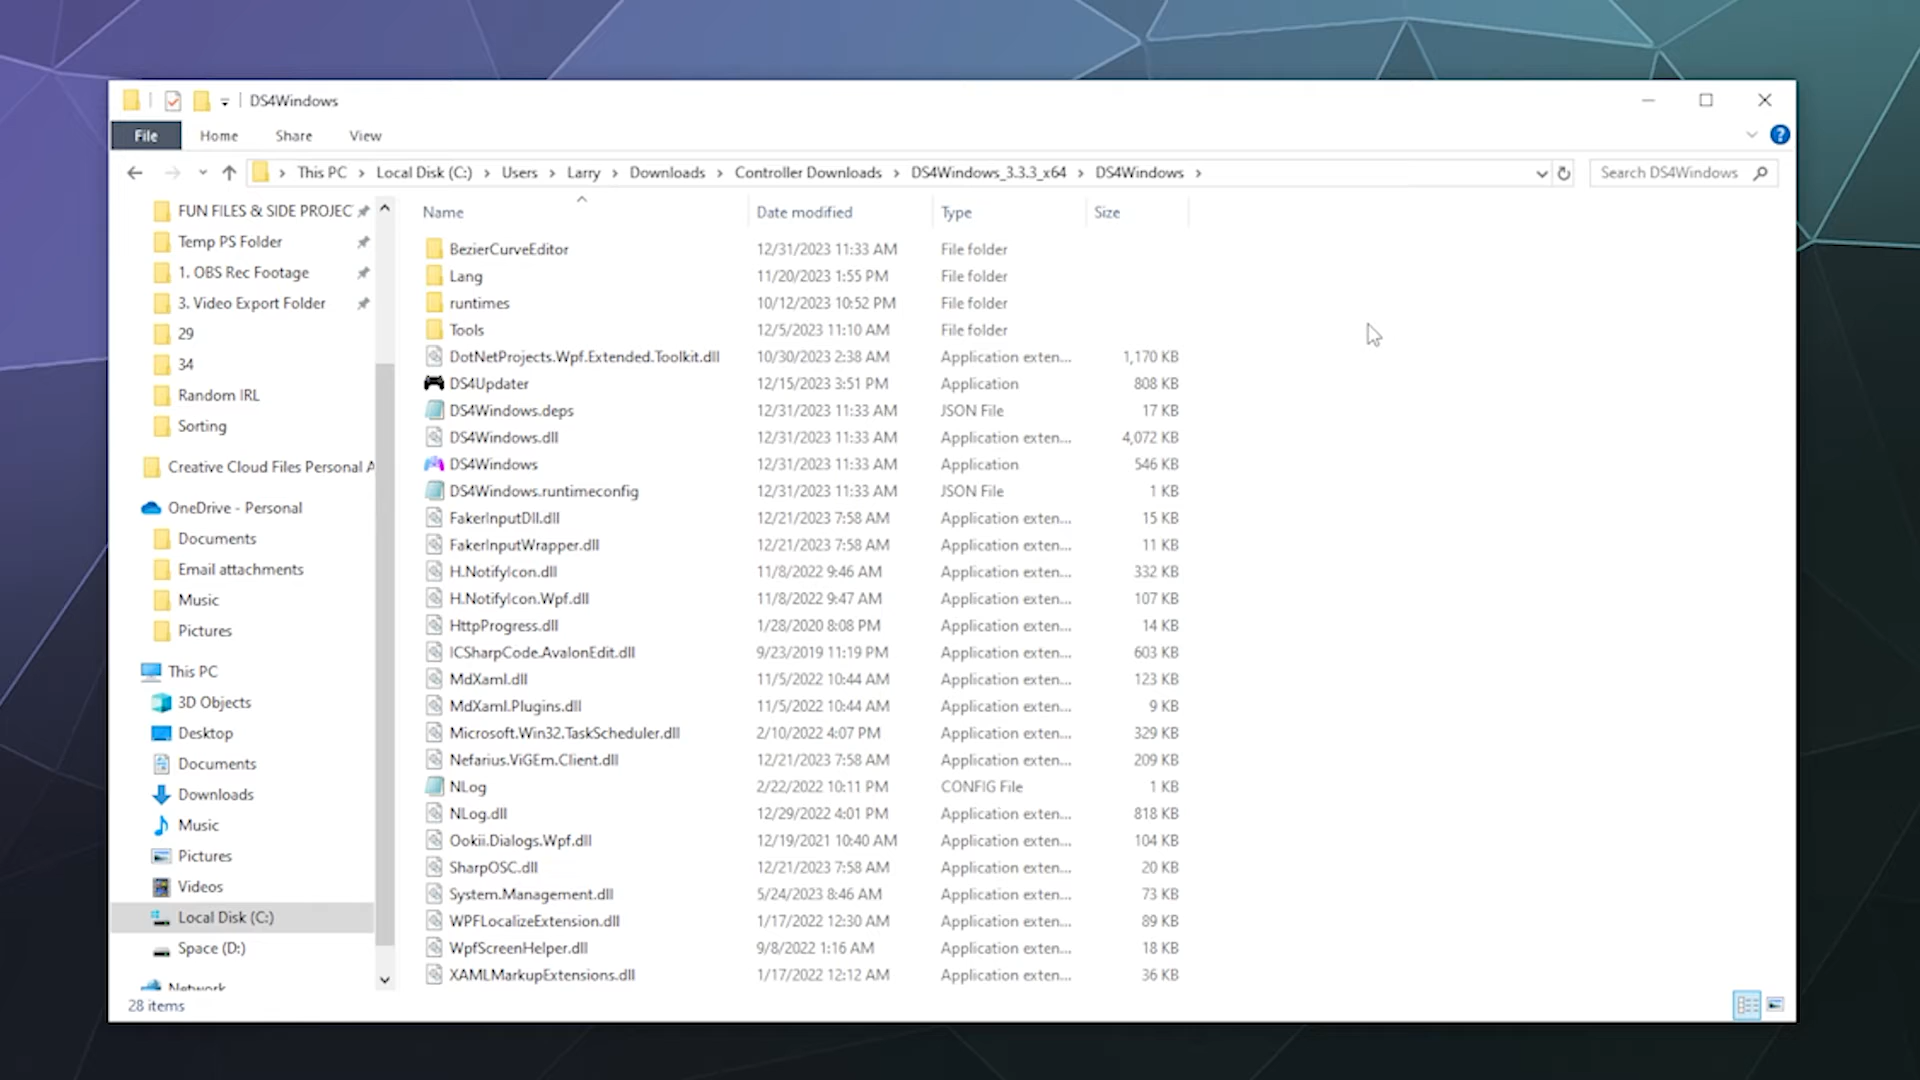 DS4Windows
File Home Share View
This PC Local Disk (C:) Users Larry Downloads Controller Downloads DS4Windows_3.3.3_x64 DS4Windows Search DS4Windows
FUN FILES & SIDE PROJEC
Temp PS Folder
1. OBS Rec Footage
3. Video Export Folder
29
34
Random IRL
Sorting
Creative Cloud Files Personal A
OneDrive - Personal
Documents
Email attachments
Music
Pictures
This PC
3D Objects
Desktop
Documents
Downloads
Music
Pictures
Videos
Local Disk (C:)
Space (D:)
Network
Name Date modified Type Size
BezierCurveEditor 12/31/2023 11:33 AM File folder
Lang 11/20/2023 1:55 PM File folder
runtimes 10/12/2023 10:52 PM File folder
Tools 12/5/2023 11:10 AM File folder
DotNetProjects.Wpf.Extended.Toolkit.dll 10/30/2023 2:38 AM Application exten... 1,170 KB
DS4Updater 12/15/2023 3:51 PM Application 808 KB
DS4Windows.deps 12/31/2023 11:33 AM JSON File 17 KB
DS4Windows.dll 12/31/2023 11:33 AM Application exten... 4,072 KB
DS4Windows 12/31/2023 11:33 AM Application 546 KB
DS4Windows.runtimeconfig 12/31/2023 11:33 AM JSON File 1 KB
FakerInputDll.dll 12/21/2023 7:58 AM Application exten... 15 KB
FakerInputWrapper.dll 12/21/2023 7:58 AM Application exten... 11 KB
H.NotifyIcon.dll 11/8/2022 9:46 AM Application exten... 332 KB
H.NotifyIcon.Wpf.dll 11/8/2022 9:47 AM Application exten... 107 KB
HttpProgress.dll 1/28/2020 8:08 PM Application exten... 14 KB
ICSharpCode.AvalonEdit.dll 9/23/2019 11:19 PM Application exten... 603 KB
MdXaml.dll 11/5/2022 10:44 AM Application exten... 123 KB
MdXaml.Plugins.dll 11/5/2022 10:44 AM Application exten... 9 KB
Microsoft.Win32.TaskScheduler.dll 2/10/2022 4:07 PM Application exten... 329 KB
Nefarius.ViGEm.Client.dll 12/21/2023 7:58 AM Application exten... 209 KB
NLog 2/22/2022 10:11 PM CONFIG File 1 KB
NLog.dll 12/29/2022 4:01 PM Application exten... 818 KB
Ookii.Dialogs.Wpf.dll 12/19/2021 10:40 AM Application exten... 104 KB
SharpOSC.dll 12/21/2023 7:58 AM Application exten... 20 KB
System.Management.dll 5/24/2023 8:46 AM Application exten... 73 KB
WPFLocalizeExtension.dll 1/17/2022 12:30 AM Application exten... 89 KB
WpfScreenHelper.dll 9/8/2022 1:16 AM Application exten... 18 KB
XAMLMarkupExtensions.dll 1/17/2022 12:12 AM Application exten... 36 KB
28 items